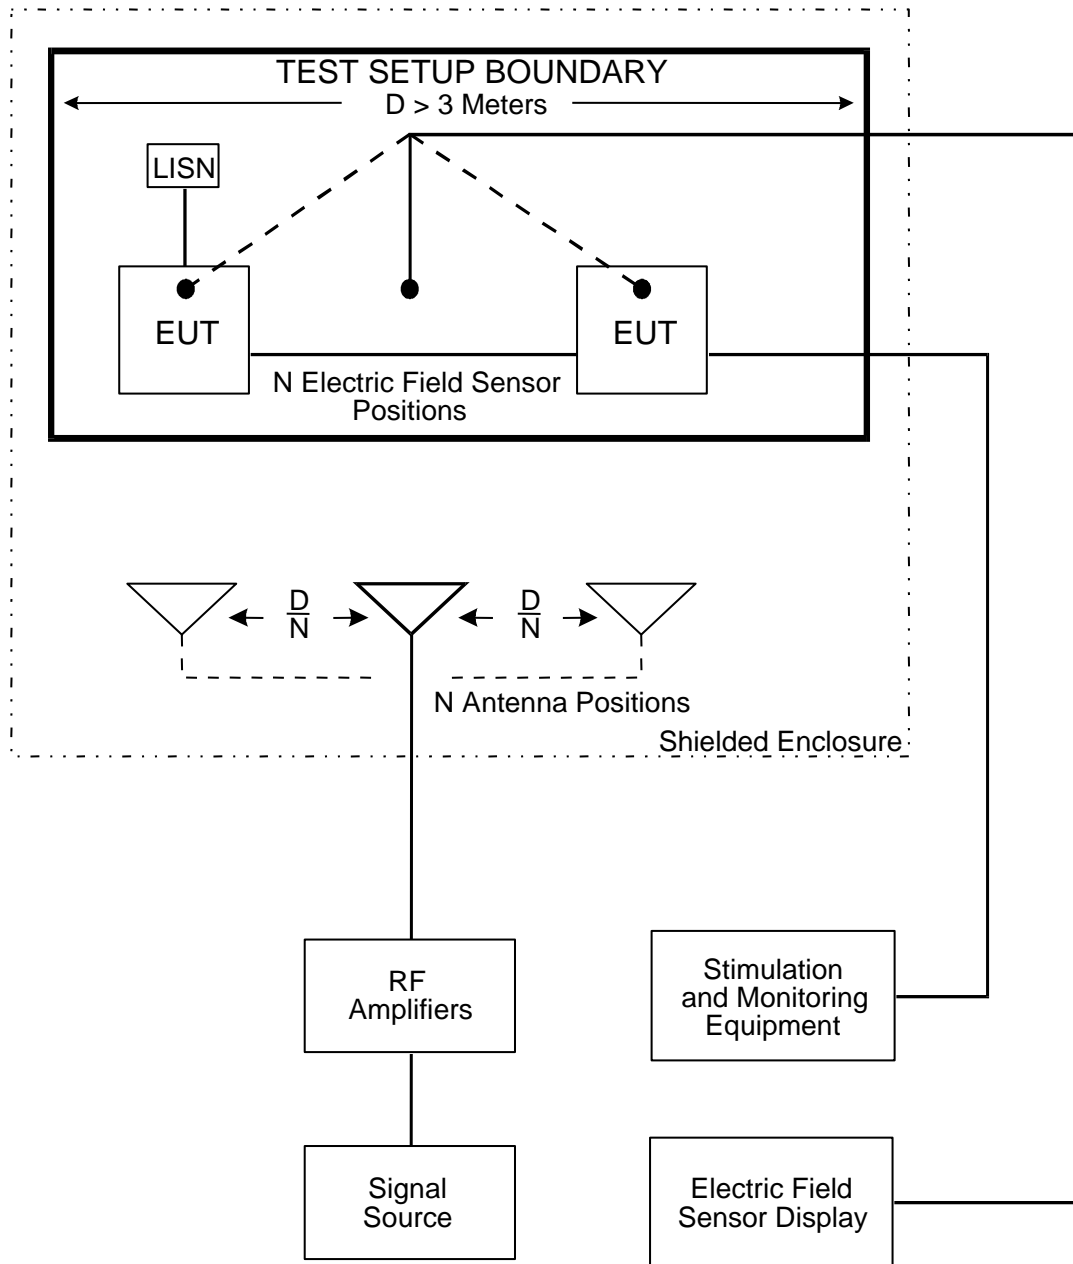 TEST SETUP BOUNDARY
D > 3 Meters
LISN
EUT
EUT
N Electric Field Sensor
Positions
D
N
D
N
N Antenna Positions
Shielded Enclosure
RF
Amplifiers
Stimulation
and Monitoring
Equipment
Signal
Source
Electric Field
Sensor Display